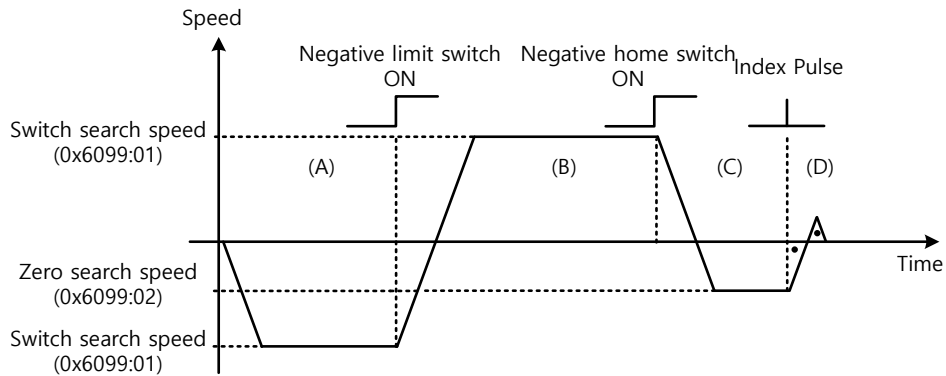 Speed
Negative limit switch
ON
Negative home switch
ON
Index Pulse
Switch search speed
(0x6099:01)
(A)
(B)
(C)
(D)
Time
Zero search speed
(0x6099:02)
Switch search speed
(0x6099:01)